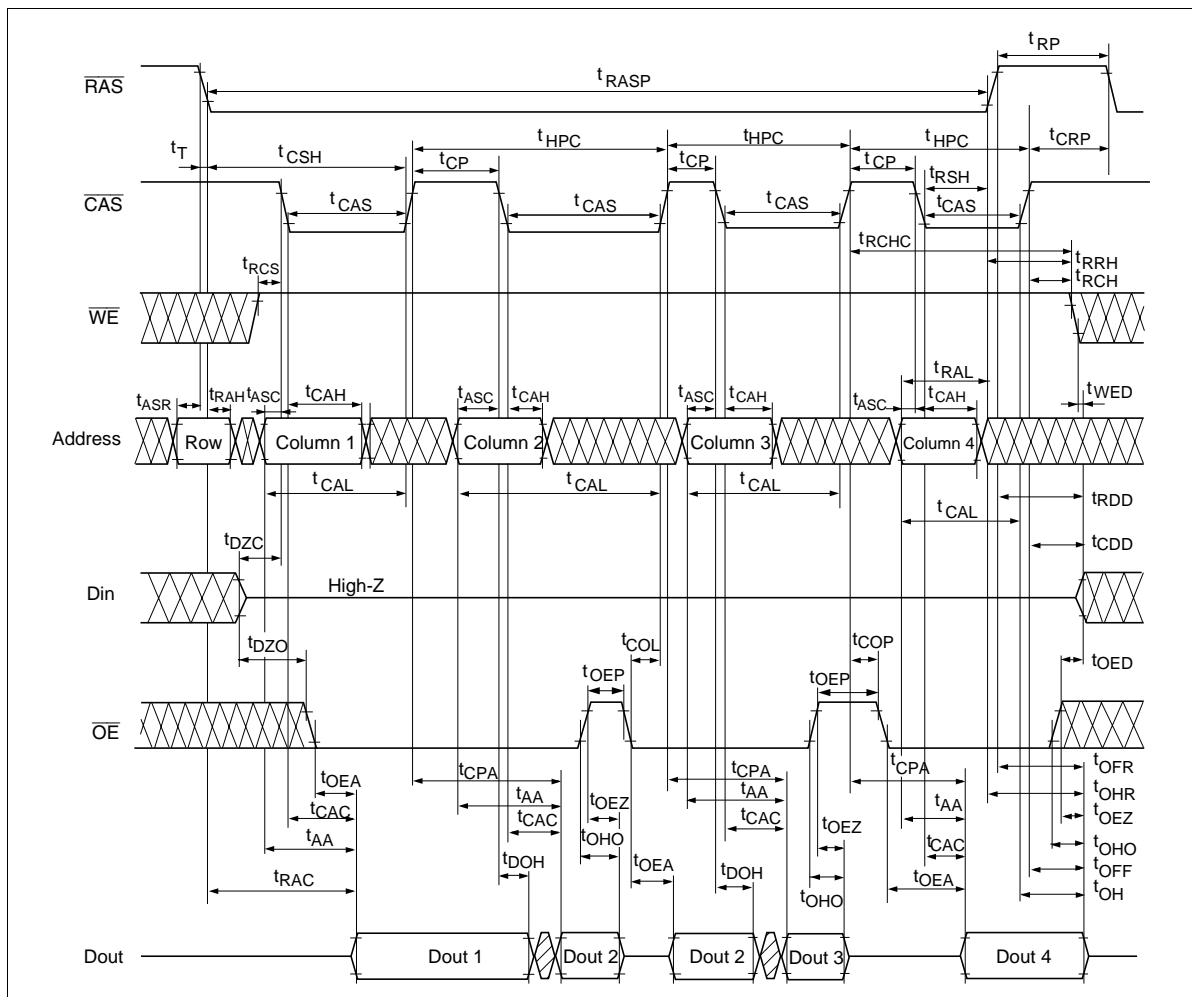 tRP
RAS
tRASP
tT
tCSH
tHPC
tHPC
tHPC
tCRP
tCP
tCP
tCP
tRSH
CAS
tCAS
tCAS
tCAS
tCAS
tRCHC
tRCS
tRRH
tRCH
WE
tRAL
tWED
tASR
tRAH
tASC
tCAH
tASC
tCAH
tASC
tCAH
tASC
tCAH
Address
Row
Column 1
Column 2
Column 3
Column 4
tCAL
tCAL
tCAL
tCAL
tRDD
tDZC
tCDD
Din
High-Z
tDZO
tCOL
tCOP
tOED
tOEP
tOEP
OE
tOEA
tCPA
tCPA
tCPA
tOFR
tCAC
tAA
tOEZ
tAA
tOEZ
tAA
tOHR
tOEZ
tAA
tCAC
tOHO
tCAC
tCAC
tOHO
tDOH
tOEA
tDOH
tOHO
tOEA
tOFF
tRAC
tOH
Dout
Dout 1
Dout 2
Dout 2
Dout 3
Dout 4